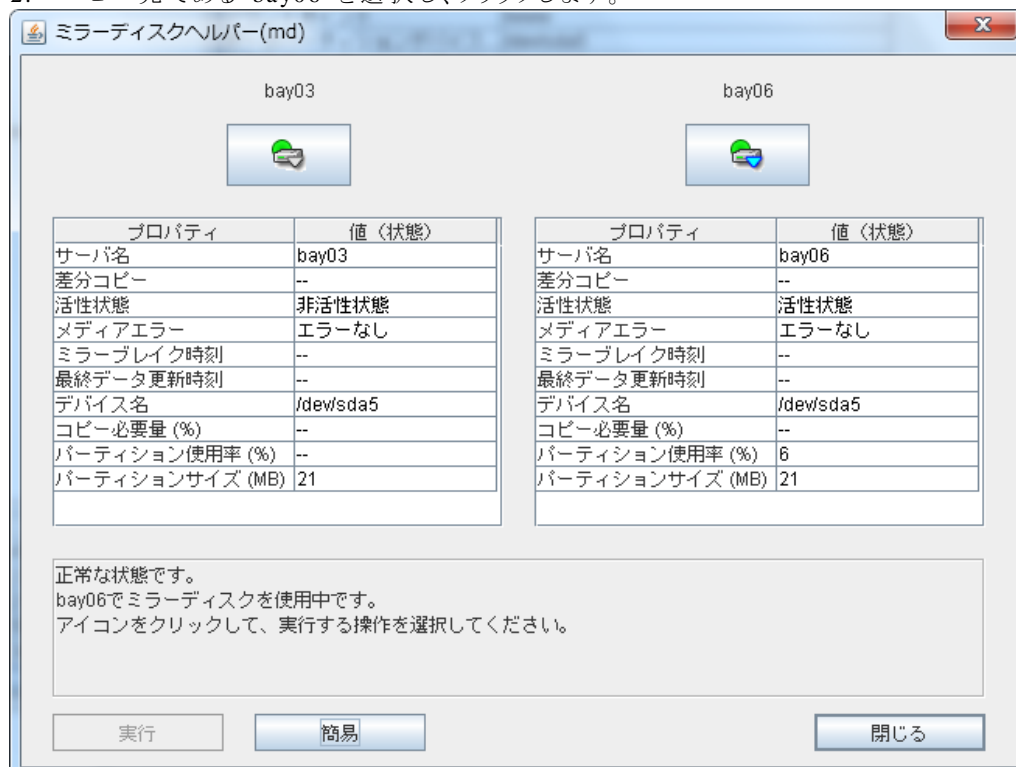 ミラーディスクヘルパー(md)
bay03
bay06
プロパティ 値（状態）
サーバ名 bay03
差分コピー --
活性状態 非活性状態
メディアエラー エラーなし
ミラーブレイク時刻 --
最終データ更新時刻 --
デバイス名 /dev/sda5
コピー必要量 (%) --
パーティション使用率 (%) --
パーティションサイズ (MB) 21
プロパティ 値（状態）
サーバ名 bay06
差分コピー --
活性状態 活性状態
メディアエラー エラーなし
ミラーブレイク時刻 --
最終データ更新時刻 --
デバイス名 /dev/sda5
コピー必要量 (%) --
パーティション使用率 (%) 6
パーティションサイズ (MB) 21
正常な状態です。
bay06でミラーディスクを使用中です。
アイコンをクリックして、実行する操作を選択してください。
実行
簡易
閉じる